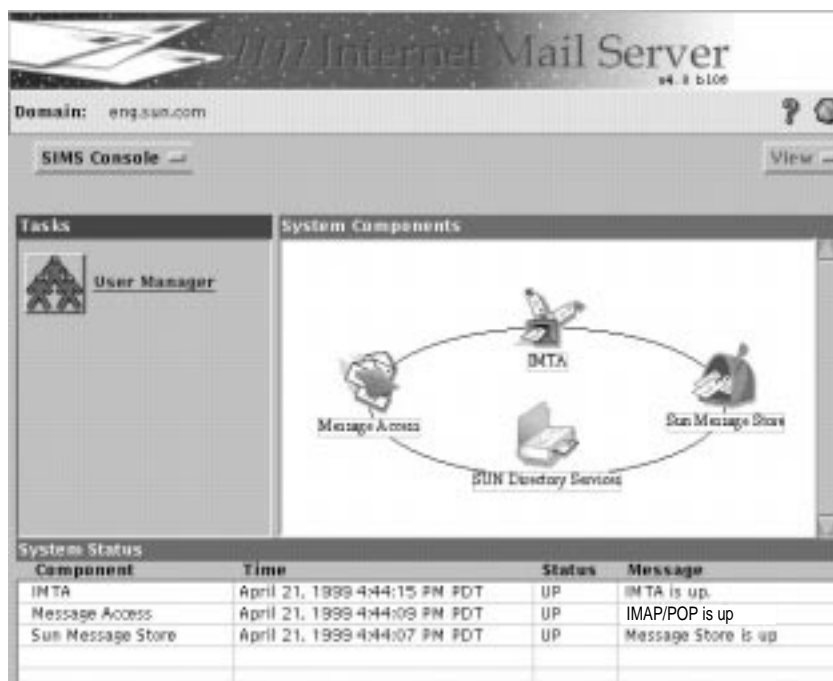 Sun Internet Mail Server
v4.0 b106
Domain: eng.sun.com
?
SIMS Console
View
Tasks
System Components
User Manager
IMTA
Message Access
Sun Message Store
SUN Directory Services
System Status
Component Time Status Message
IMTA April 21, 1999 4:44:15 PM PDT UP IMTA is up.
Message Access April 21, 1999 4:44:09 PM PDT UP IMAP/POP is up
Sun Message Store April 21, 1999 4:44:07 PM PDT UP Message Store is up